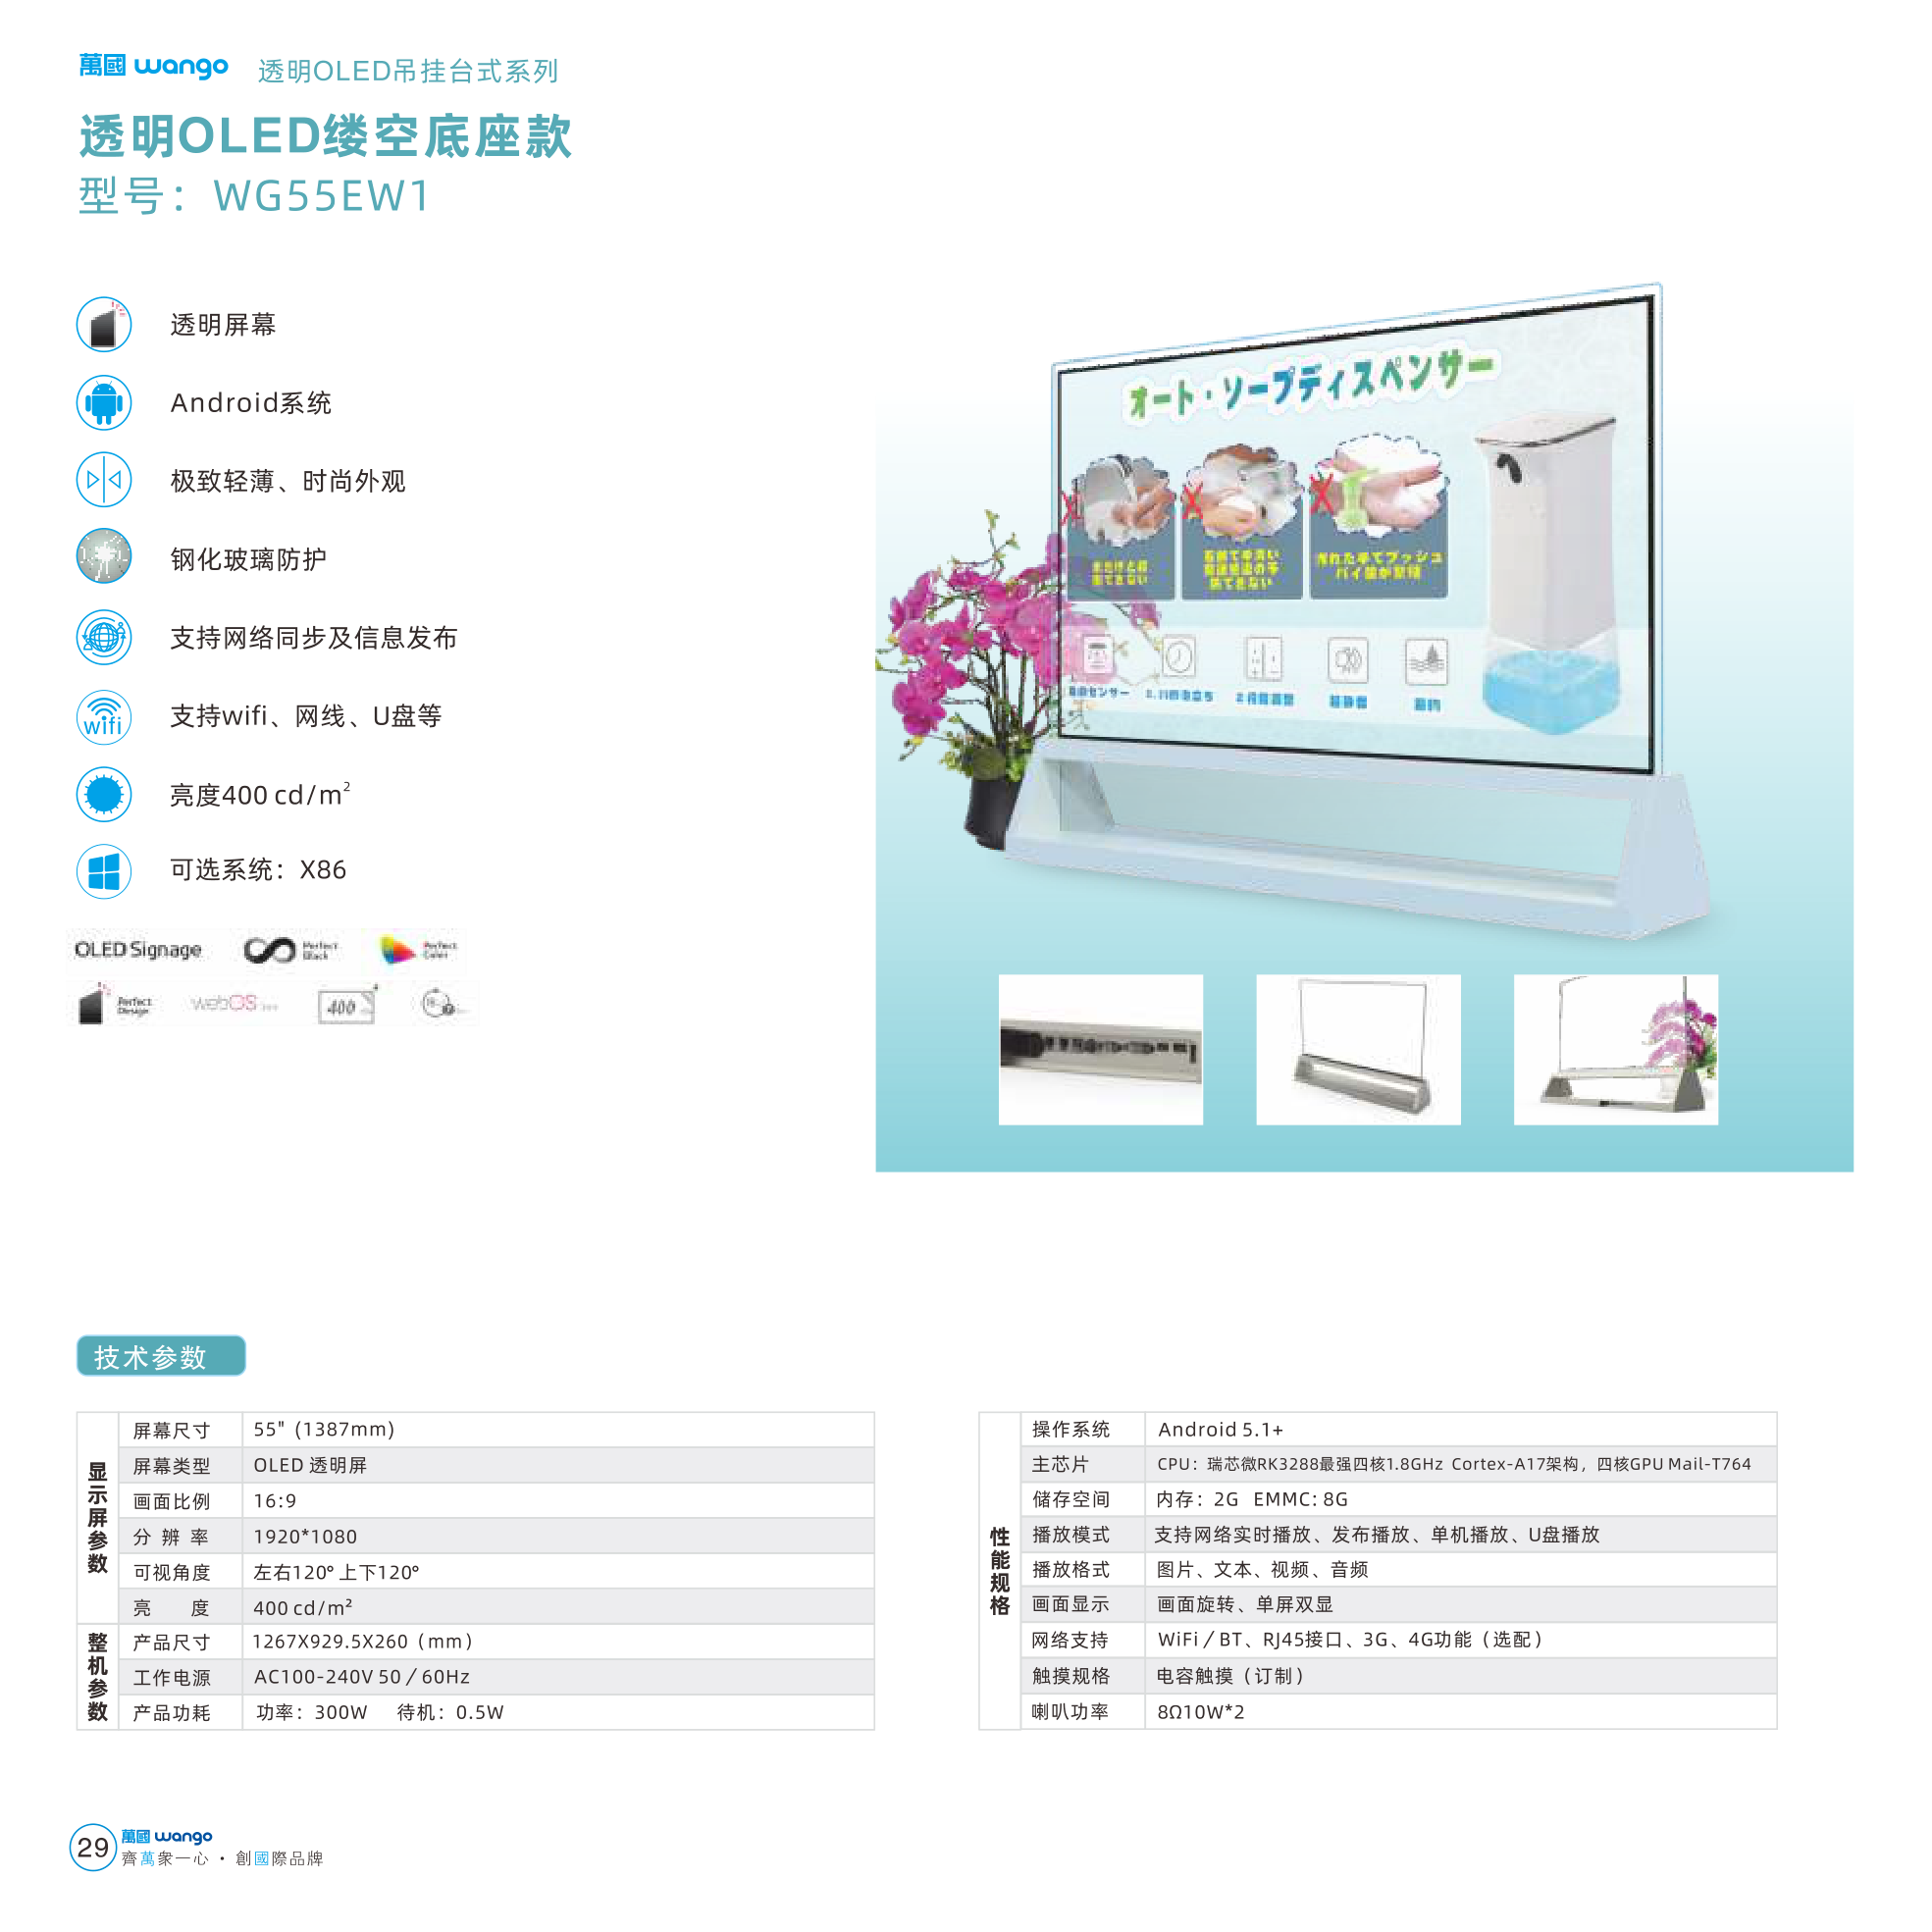 萬國 wango 透明OLED吊挂台式系列
透明OLED缕空底座款
型号：WG55EW1
透明屏幕
Android系统
极致轻薄、时尚外观
钢化玻璃防护
支持网络同步及信息发布
wifi
支持wifi、网线、U盘等
亮度400 cd/m²
可选系统：X86
OLED Signage Perfect Black Perfect Color
Perfect Design webOS 400
オート・ソープディスペンサー
汚れた手でプッシュ
技术参数
显示屏参数
屏幕尺寸 55" (1387mm)
屏幕类型 OLED 透明屏
画面比例 16:9
分 辨 率 1920*1080
可视角度 左右120° 上下120°
亮 度 400 cd/m²
整机参数
产品尺寸 1267X929.5X260（mm）
工作电源 AC100-240V 50／60Hz
产品功耗 功率：300W 待机：0.5W
性能规格
操作系统 Android 5.1+
主芯片 CPU：瑞芯微RK3288最强四核1.8GHz Cortex-A17架构，四核GPU Mail-T764
储存空间 内存：2G EMMC: 8G
播放模式 支持网络实时播放、发布播放、单机播放、U盘播放
播放格式 图片、文本、视频、音频
画面显示 画面旋转、单屏双显
网络支持 WiFi／BT、RJ45接口、3G、4G功能（选配）
触摸规格 电容触摸（订制）
喇叭功率 8Ω10W*2
29 萬國 wango
齊萬衆一心 · 創國際品牌